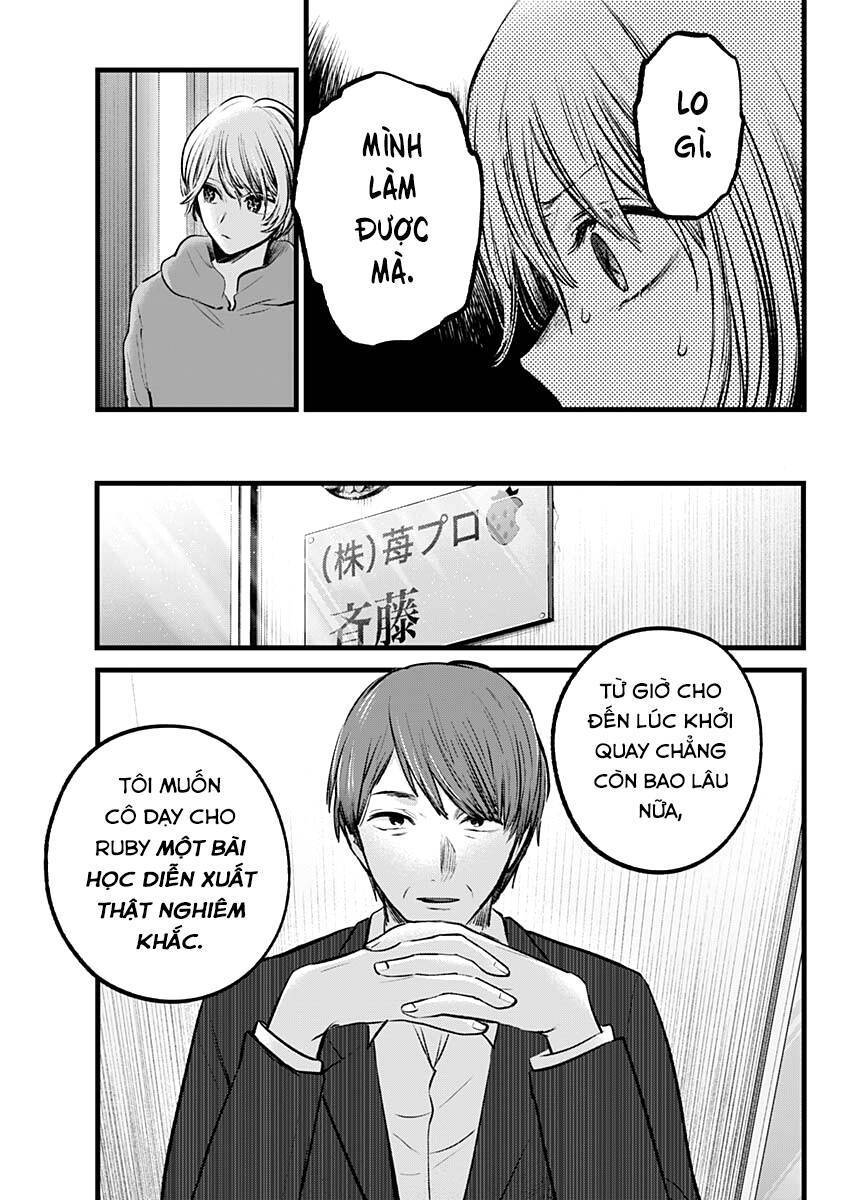 LO
GÌ.
MÌNH
LÀM
ĐƯỢC
MÀ.
(株)苺プロ
斉藤
TỪ GIỜ CHO
ĐẾN LÚC KHỞI
QUAY CHẲNG
CÒN BAO LÂU
NỮA,
TÔI MUỐN
CÔ DẠY CHO
RUBY MỘT BÀI
HỌC DIỄN XUẤT
THẬT NGHIÊM
KHẮC.